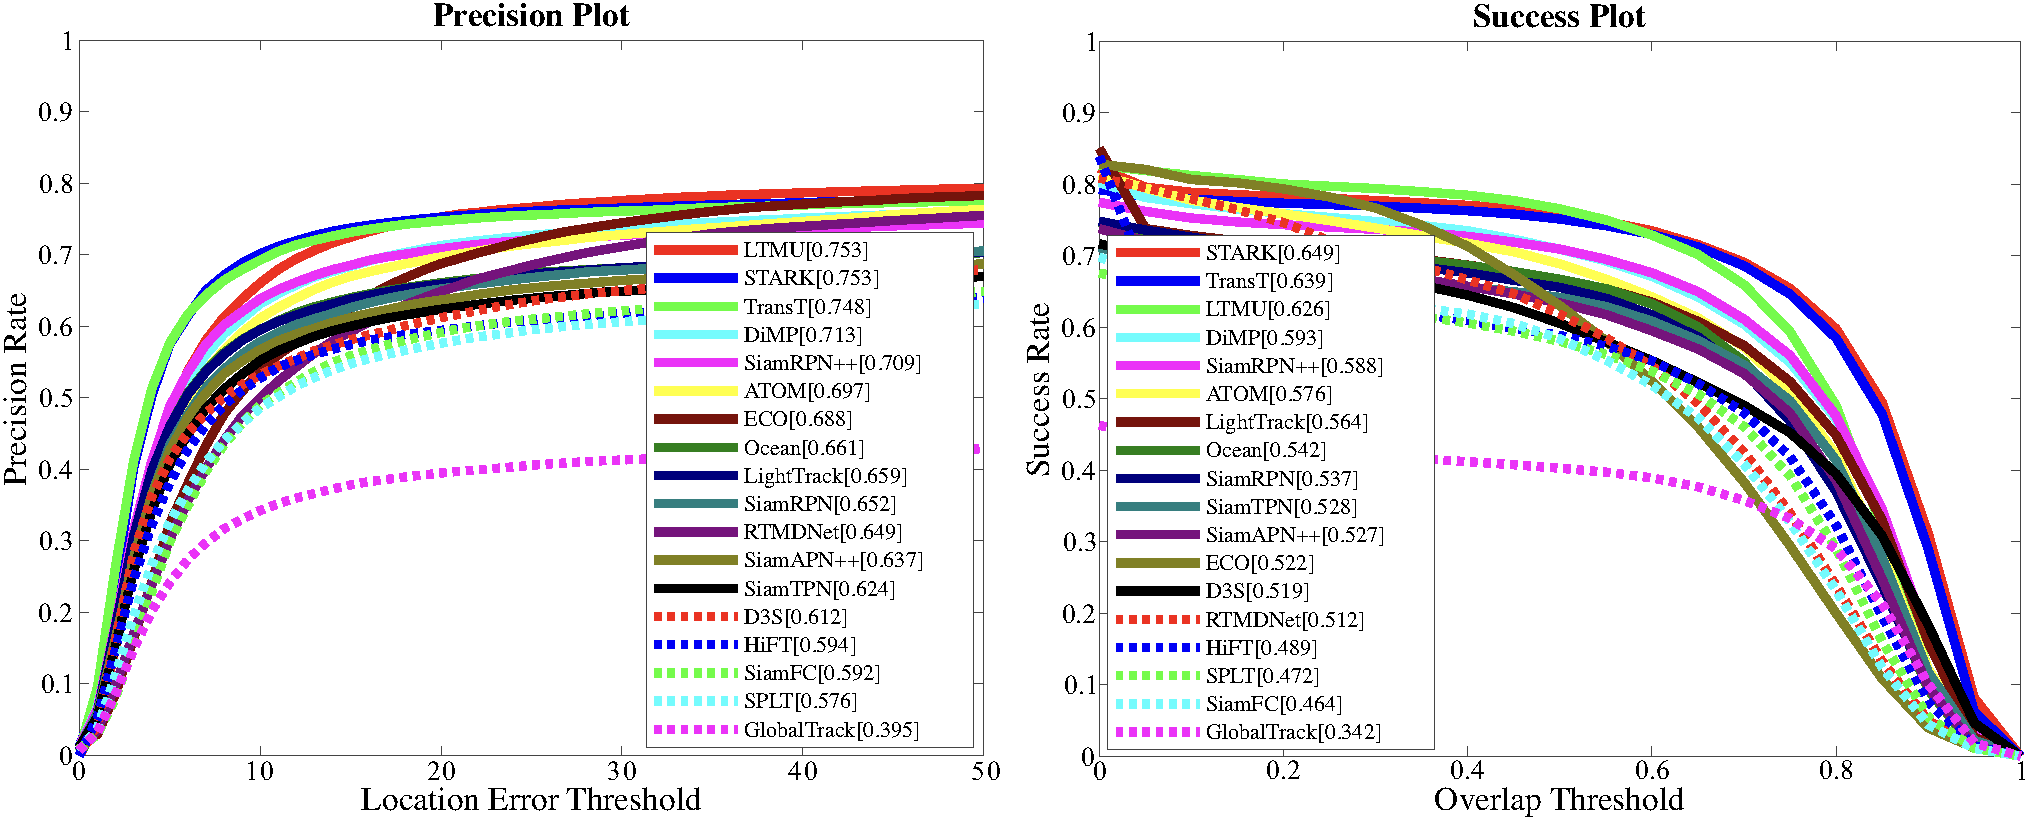 Precision Plot
1
0.9
0.8
0.7
0.6
0.5
0.4
0.3
0.2
0.1
0
Precision Rate
LTMU[0.753]
STARK[0.753]
TransT[0.748]
DiMP[0.713]
SiamRPN++[0.709]
ATOM[0.697]
ECO[0.688]
Ocean[0.661]
LightTrack[0.659]
SiamRPN[0.652]
RTMDNet[0.649]
SiamAPN++[0.637]
SiamTPN[0.624]
D3S[0.612]
HiFT[0.594]
SiamFC[0.592]
SPLT[0.576]
GlobalTrack[0.395]
0 10 20 30 40 50
Location Error Threshold
Success Plot
1
0.9
0.8
0.7
0.6
0.5
0.4
0.3
0.2
0.1
0
Success Rate
STARK[0.649]
TransT[0.639]
LTMU[0.626]
DiMP[0.593]
SiamRPN++[0.588]
ATOM[0.576]
LightTrack[0.564]
Ocean[0.542]
SiamRPN[0.537]
SiamTPN[0.528]
SiamAPN++[0.527]
ECO[0.522]
D3S[0.519]
RTMDNet[0.512]
HiFT[0.489]
SPLT[0.472]
SiamFC[0.464]
GlobalTrack[0.342]
0 0.2 0.4 0.6 0.8 1
Overlap Threshold